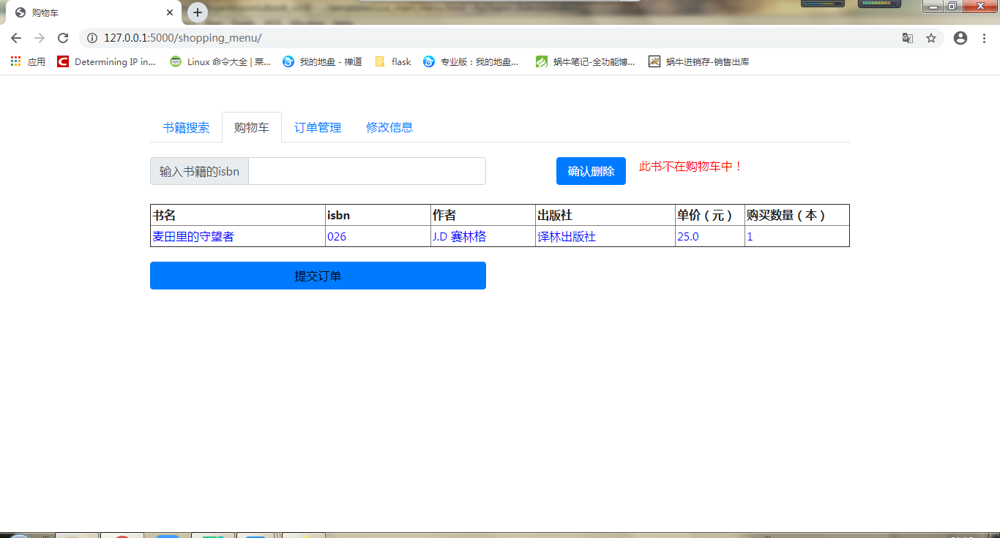 购物车
127.0.0.1:5000/shopping_menu/
应用 Determining IP in... Linux 命令大全 | 菜... 我的地盘 - 禅道 flask 专业版：我的地盘... 蜗牛笔记-全功能博... 蜗牛进销存-销售出库
书籍搜索 购物车 订单管理 修改信息
输入书籍的isbn 确认删除 此书不在购物车中！
书名 isbn 作者 出版社 单价（元） 购买数量（本）
麦田里的守望者 026 J.D 赛林格 译林出版社 25.0 1
提交订单